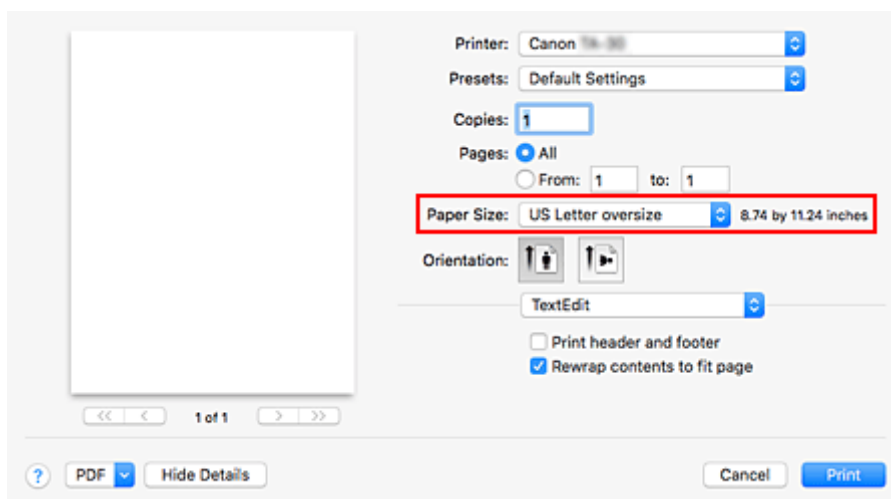 Printer: Canon
Presets: Default Settings
Copies: 1
Pages: All
From: 1 to: 1
Paper Size: US Letter oversize 8.74 by 11.24 inches
Orientation:
TextEdit
Print header and footer
Rewrap contents to fit page
<< < 1 of 1 > >>
? PDF Hide Details Cancel Print